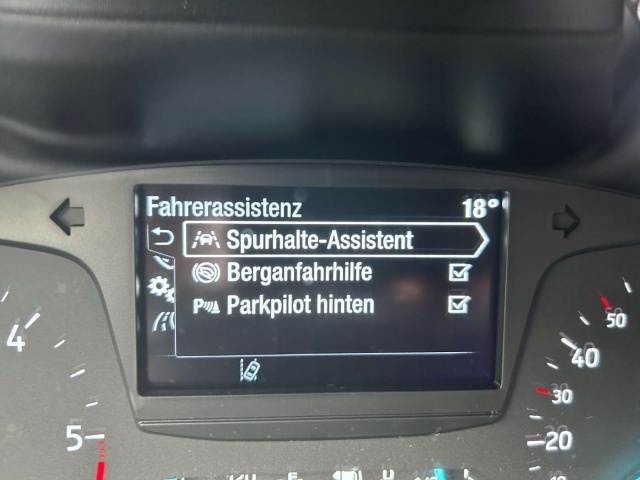 Fahrerassistenz 18°
Spurhalte-Assistent
Berganfahrhilfe
P Parkpilot hinten
4
5
50
40
30
20